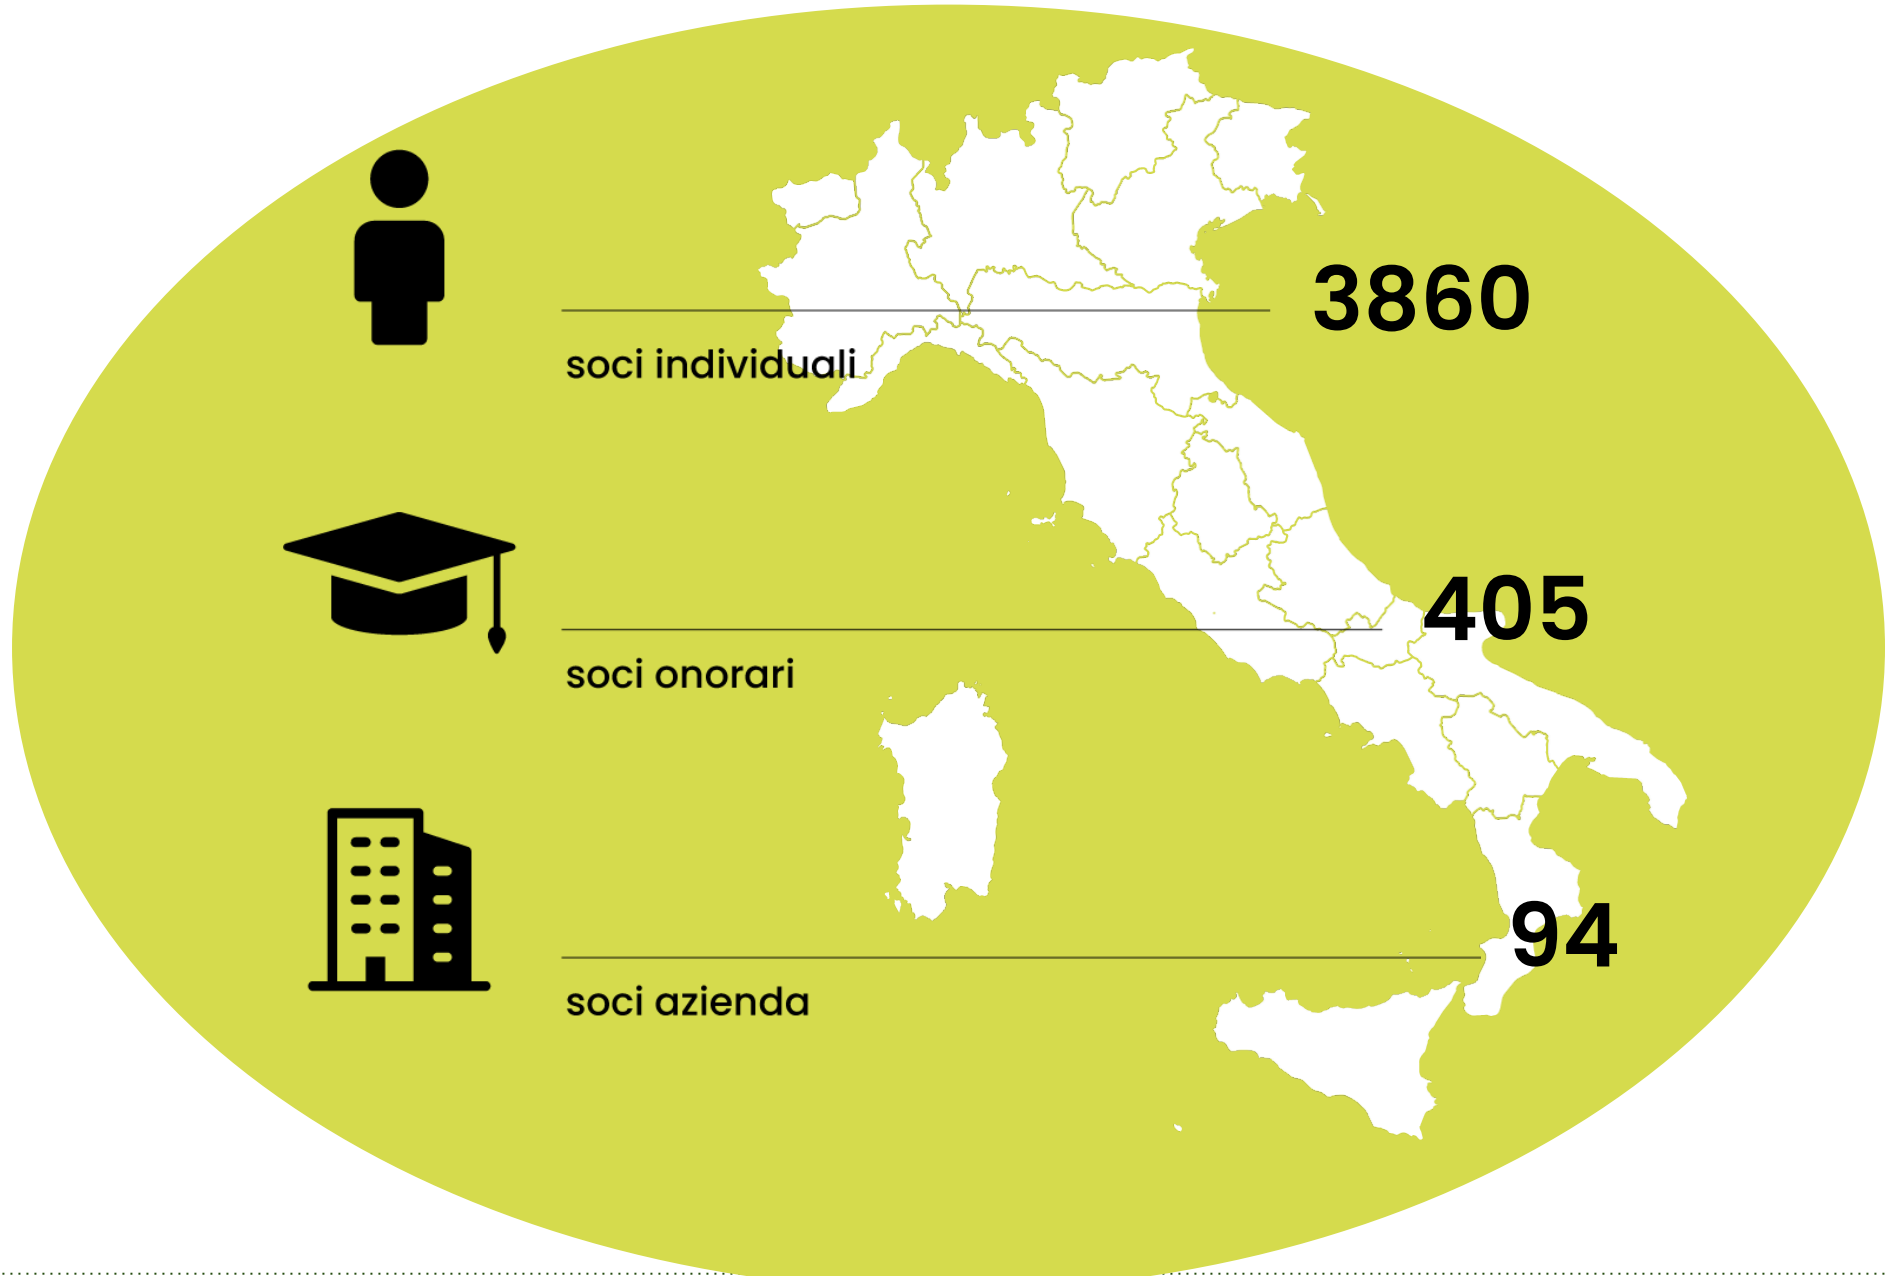 3860
soci individuali
405
soci onorari
94
soci azienda